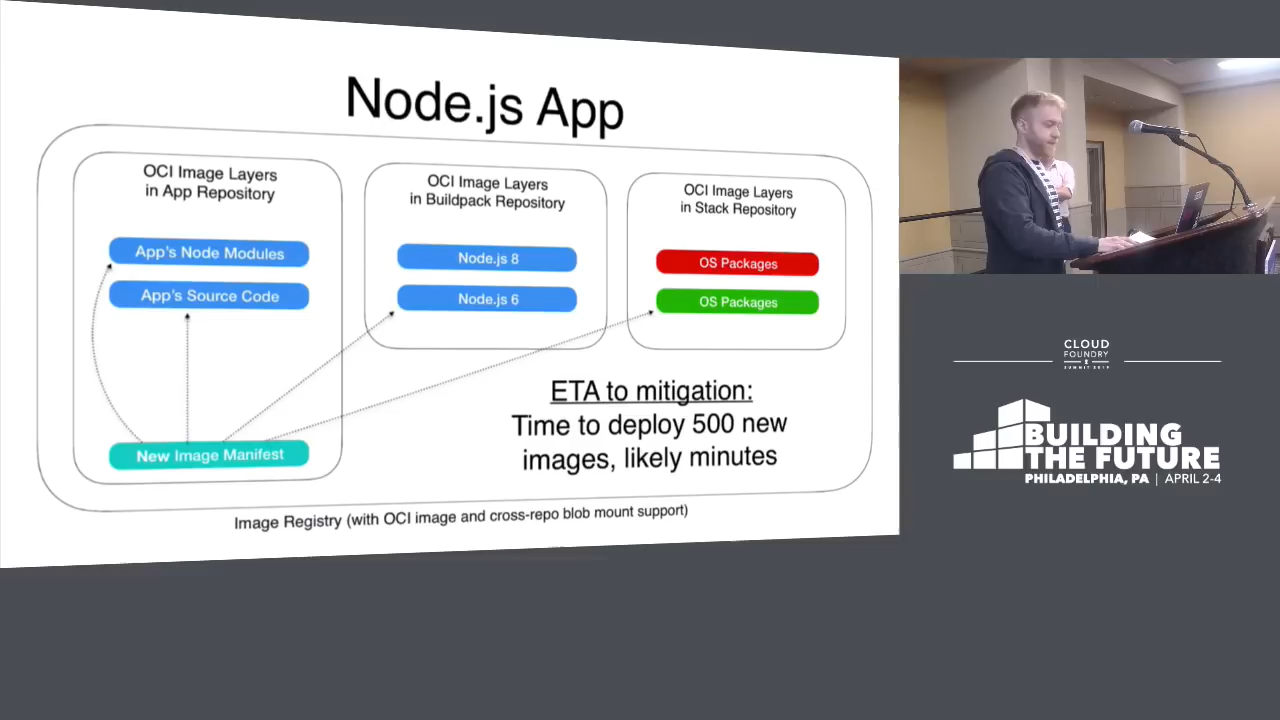 Node.js App
OCI Image Layers
in App Repository
App's Node Modules
App's Source Code
New Image Manifest
OCI Image Layers
in Buildpack Repository
Node.js 8
Node.js 6
OCI Image Layers
in Stack Repository
OS Packages
OS Packages
ETA to mitigation:
Time to deploy 500 new
images, likely minutes
Image Registry (with OCI image and cross-repo blob mount support)
CLOUD
FOUNDRY
SUMMIT 2019
BUILDING
THE FUTURE
PHILADELPHIA, PA | APRIL 2-4